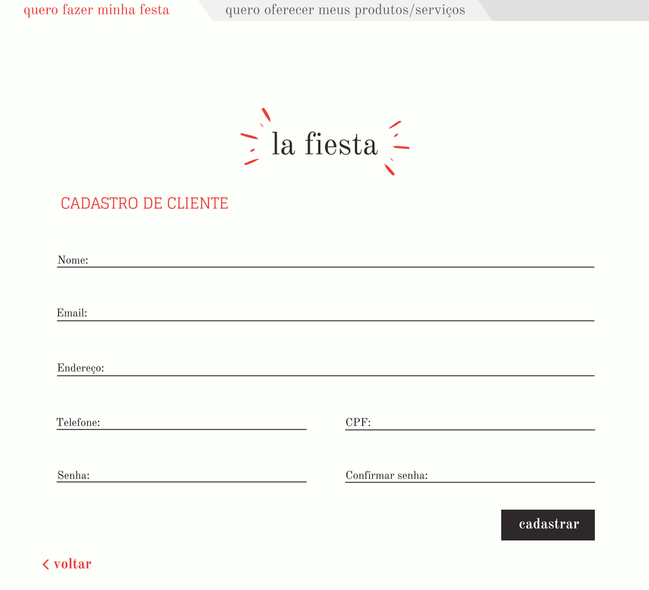 quero fazer minha festa quero oferecer meus produtos/serviços
la fiesta
CADASTRO DE CLIENTE
Nome:
Email:
Endereço:
Telefone: CPF:
Senha: Confirmar senha:
cadastrar
< voltar